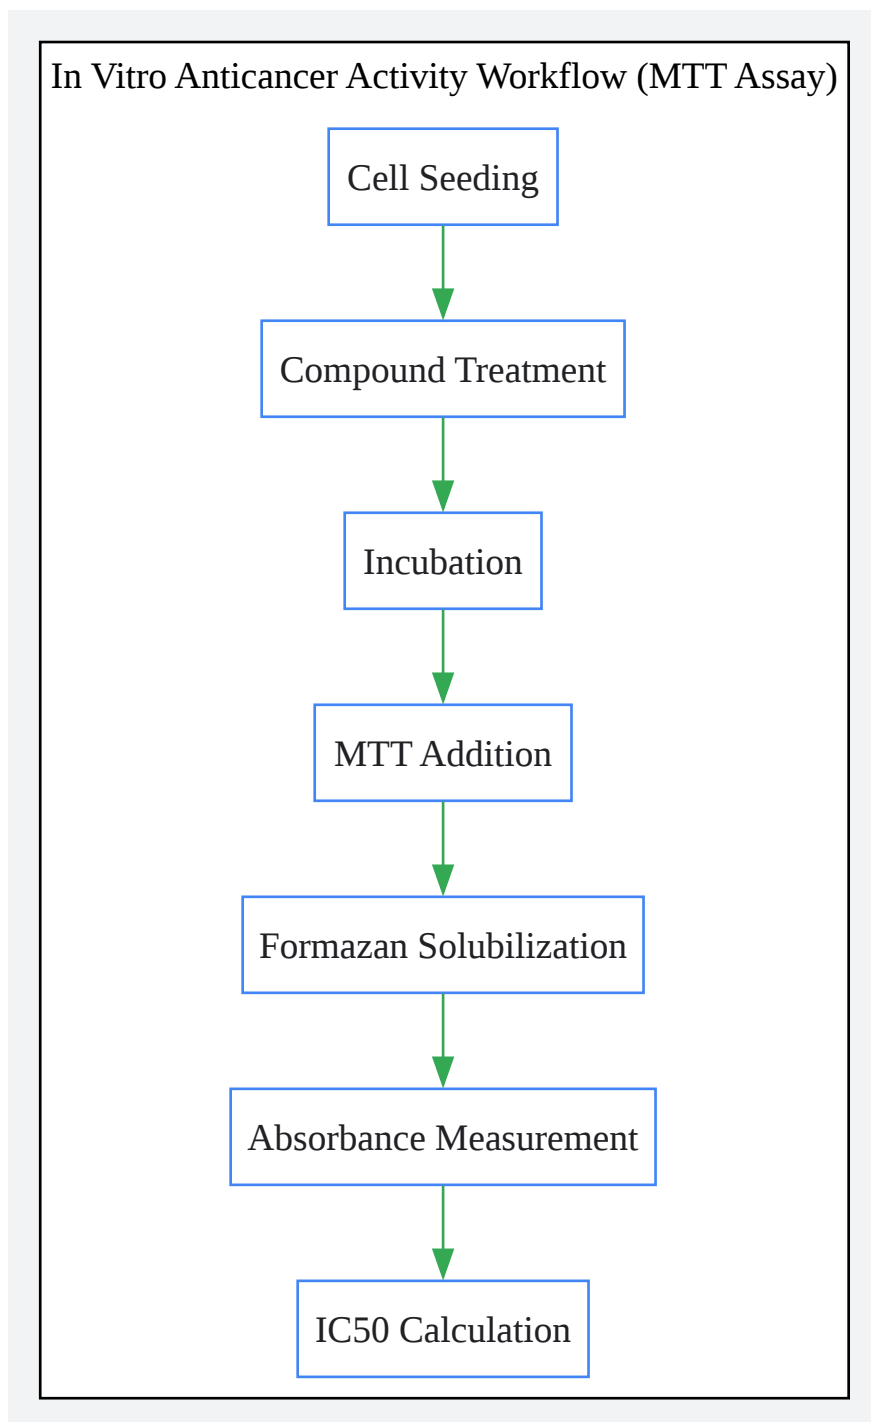 In Vitro Anticancer Activity Workflow (MTT Assay)
Cell Seeding
Compound Treatment
Incubation
MTT Addition
Formazan Solubilization
Absorbance Measurement
IC50 Calculation